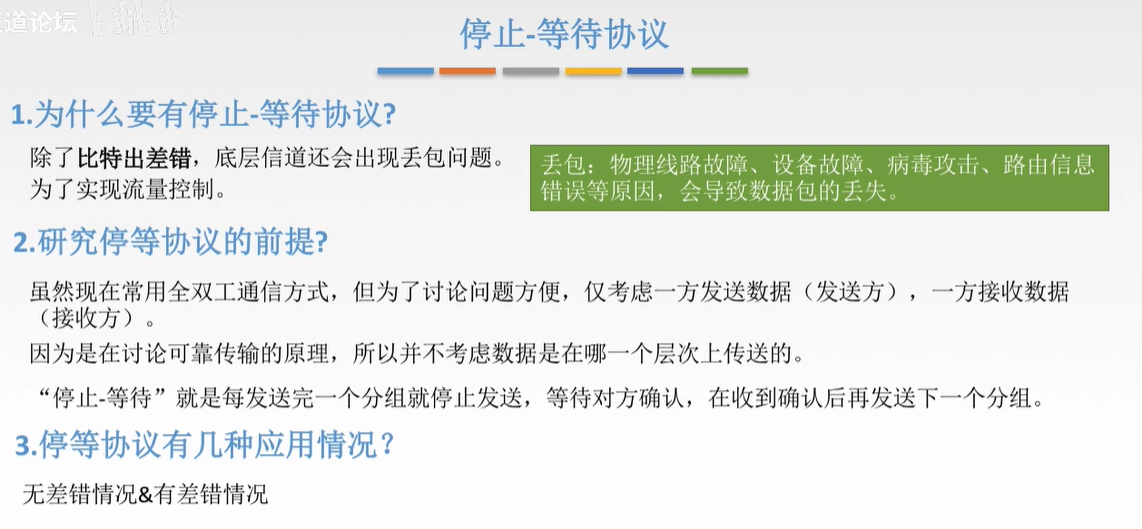 道论坛
停止-等待协议
1.为什么要有停止-等待协议?
除了比特出差错，底层信道还会出现丢包问题。
为了实现流量控制。
丢包：物理线路故障、设备故障、病毒攻击、路由信息
错误等原因，会导致数据包的丢失。
2.研究停等协议的前提?
虽然现在常用全双工通信方式，但为了讨论问题方便，仅考虑一方发送数据（发送方），一方接收数据
（接收方）。
因为是在讨论可靠传输的原理，所以并不考虑数据是在哪一个层次上传送的。
“停止-等待”就是每发送完一个分组就停止发送，等待对方确认，在收到确认后再发送下一个分组。
3.停等协议有几种应用情况？
无差错情况&有差错情况